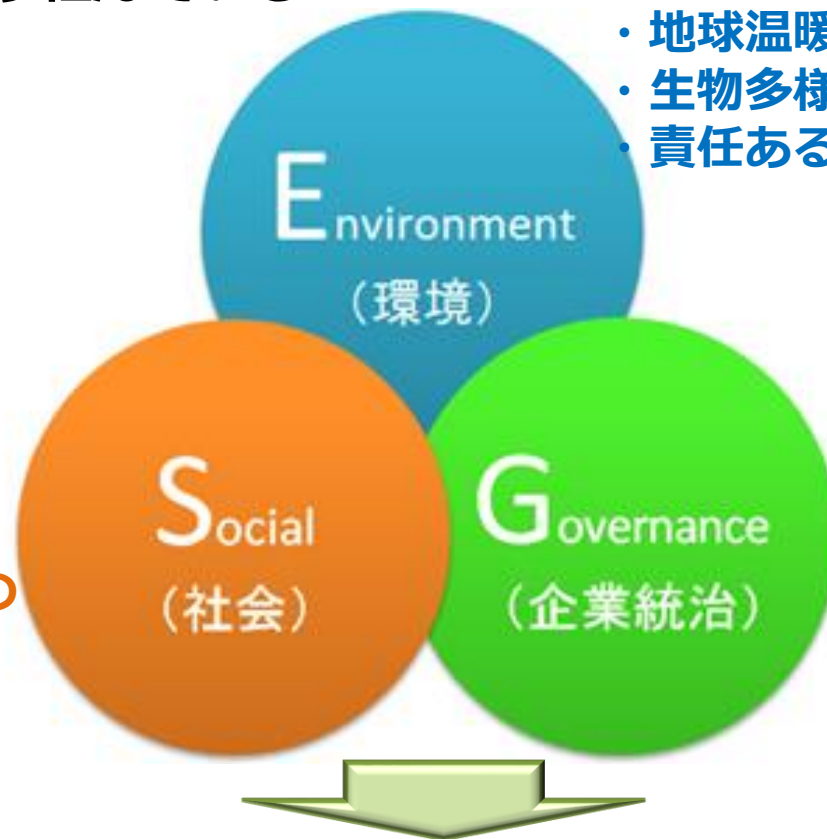 ・地球温暖
・生物多様
・責任ある
Environment
（環境）
Social
（社会）
Governance
（企業統治）